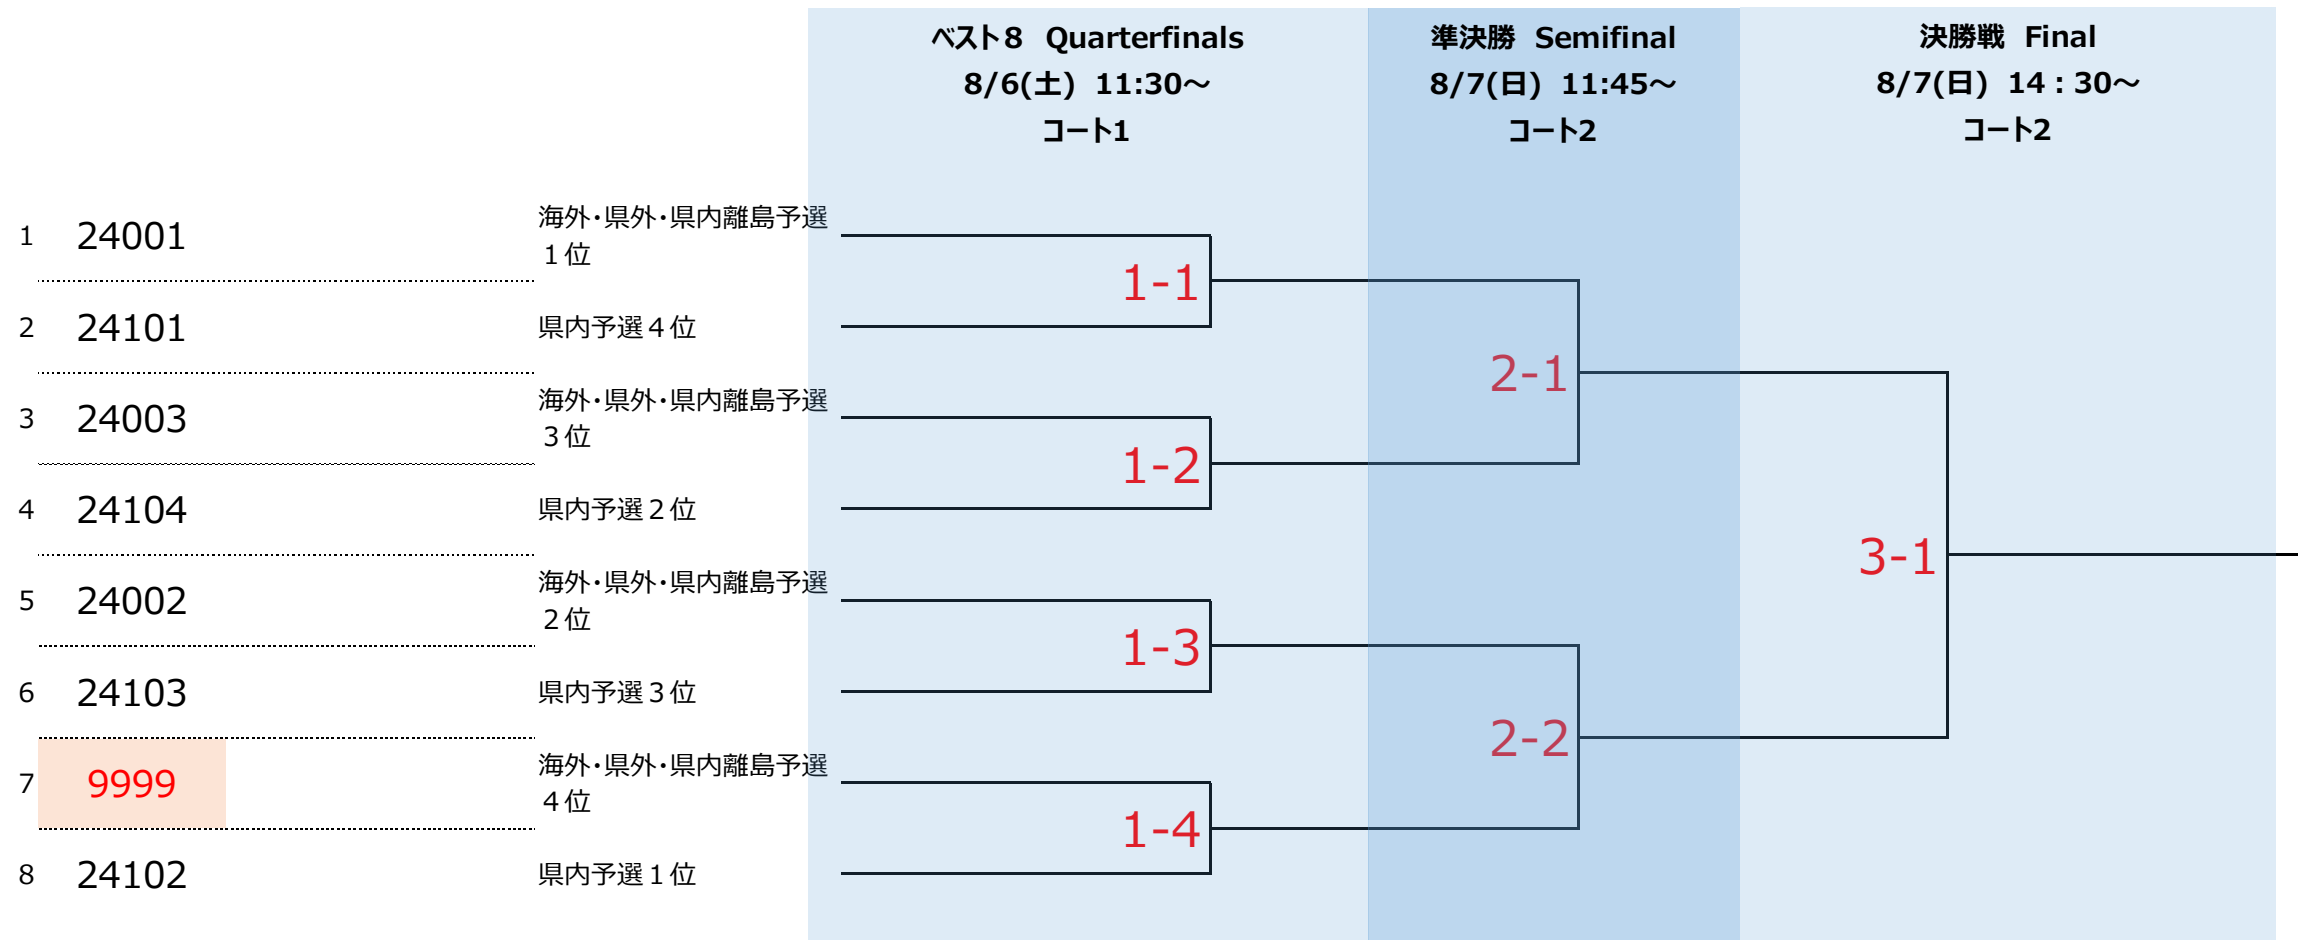 ベスト８ Quarterfinals
8/6(土) 11:30～
コート1
準決勝 Semifinal
8/7(日) 11:45～
コート2
決勝戦 Final
8/7(日) 14：30～
コート2
1 24001 海外・県外・県内離島予選
１位
1-1
2 24101 県内予選４位
2-1
3 24003 海外・県外・県内離島予選
３位
1-2
4 24104 県内予選２位
3-1
5 24002 海外・県外・県内離島予選
２位
1-3
6 24103 県内予選３位
2-2
7 9999 海外・県外・県内離島予選
４位
1-4
8 24102 県内予選１位